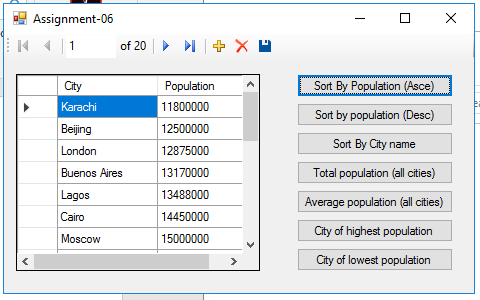 Assignment-06
1 of 20
City Population
Karachi 11800000
Beijing 12500000
London 12875000
Buenos Aires 13170000
Lagos 13488000
Cairo 14450000
Moscow 15000000
Sort By Population (Asce)
Sort by population (Desc)
Sort By City name
Total population (all cities)
Average population (all cities)
City of highest population
City of lowest population